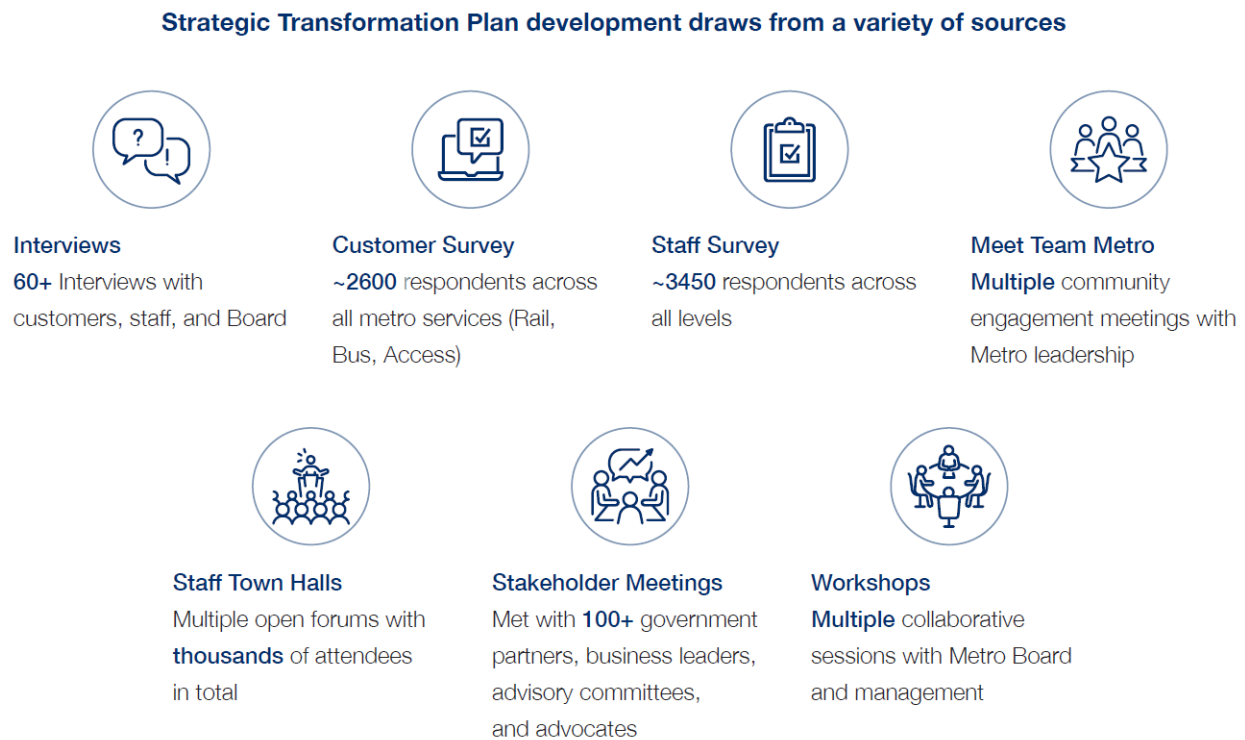 Strategic Transformation Plan development draws from a variety of sources
?
!
Interviews
60+ Interviews with
customers, staff, and Board
Customer Survey
~2600 respondents across
all metro services (Rail,
Bus, Access)
Staff Survey
~3450 respondents across
all levels
Meet Team Metro
Multiple community
engagement meetings with
Metro leadership
Staff Town Halls
Multiple open forums with
thousands of attendees
in total
Stakeholder Meetings
Met with 100+ government
partners, business leaders,
advisory committees,
and advocates
Workshops
Multiple collaborative
sessions with Metro Board
and management